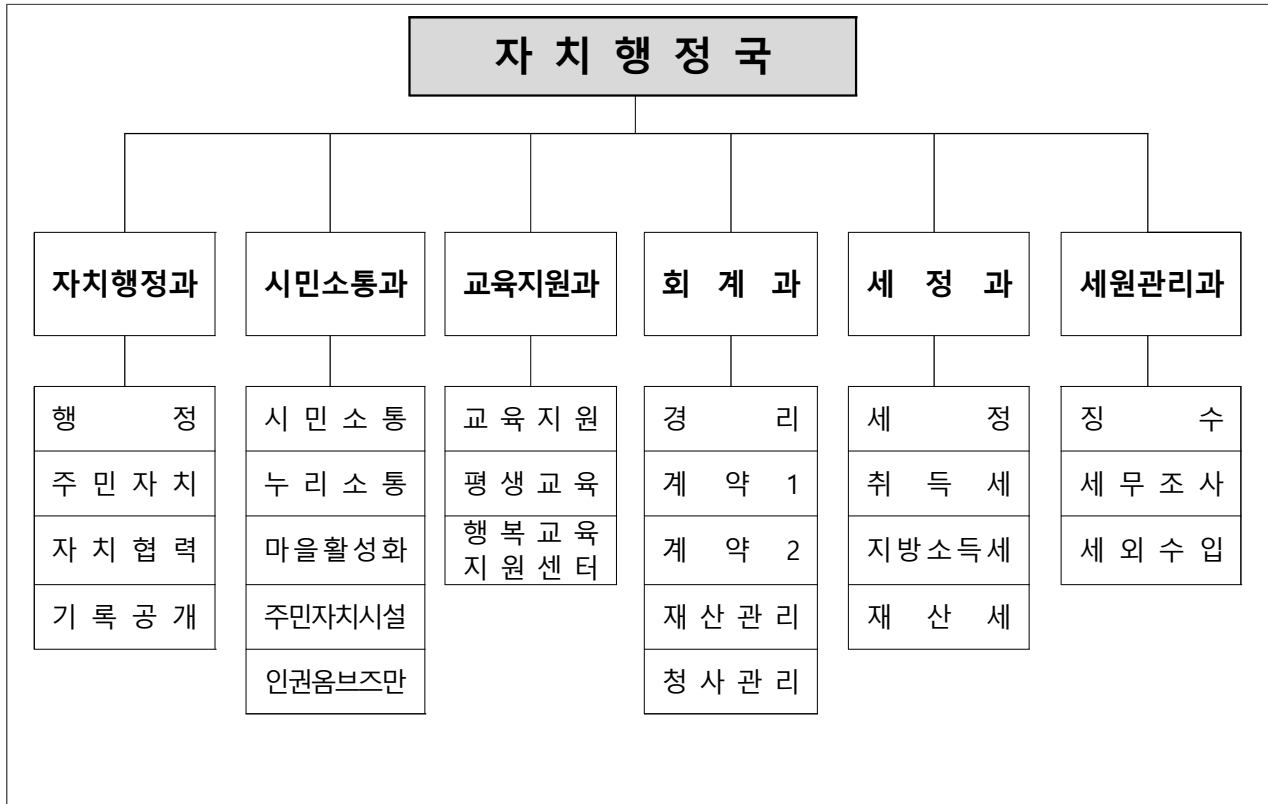 자치행정국
자치행정과
시민소통과
교육지원과
회계과
세정과
세원관리과
행정
주민자치
자치협력
기록공개
시민소통
누리소통
마을활성화
주민자치시설
인권옴브즈만
교육지원
평생교육
행복교육
지원센터
경리
계약1
계약2
재산관리
청사관리
세정
취득세
지방소득세
재산세
징수
세무조사
세외수입